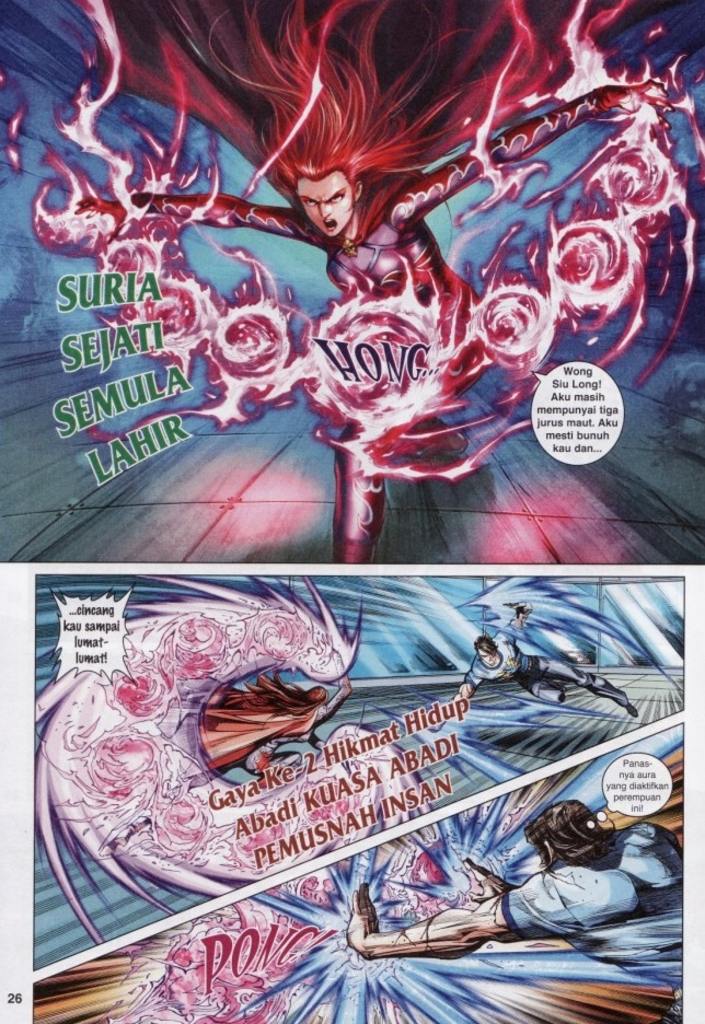 SURIA
SEJATI
SEMULA
LAHIR
HONG...
Wong
Siu Long!
Aku masih
mempunyai tiga
jurus maut. Aku
mesti bunuh
kau dan...
...cincang
kau sampai
lumat-
lumat!
Gaya Ke-2 Hikmat Hidup
Abadi KUASA ABADI
PEMUSNAH INSAN
Panas-
nya aura
yang diaktifkan
perempuan
ini!
PONG
26